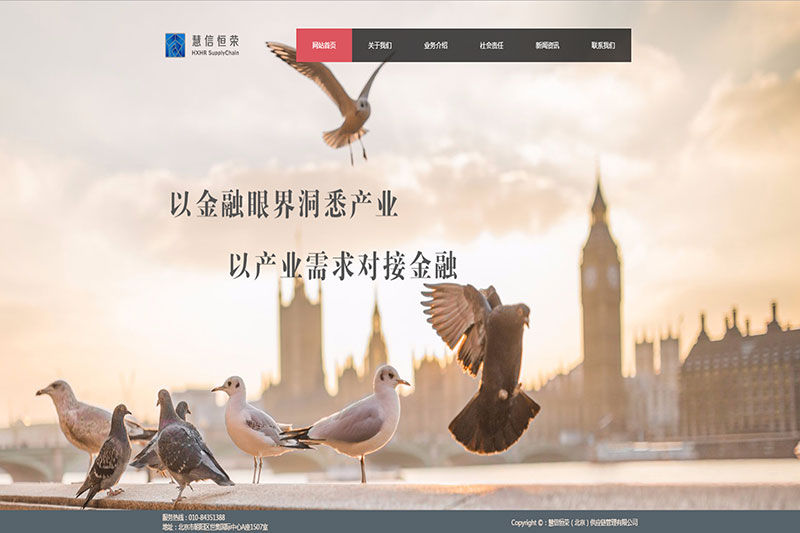 慧信恒荣
HXHR SupplyChain
网站首页 关于我们 业务介绍 社会责任 新闻资讯 联系我们
以金融眼界洞悉产业
以产业需求对接金融
服务热线：010-84351388
地址：北京市朝阳区世奥国际中心A座1507室
Copyright ©：慧信恒荣（北京）供应链管理有限公司